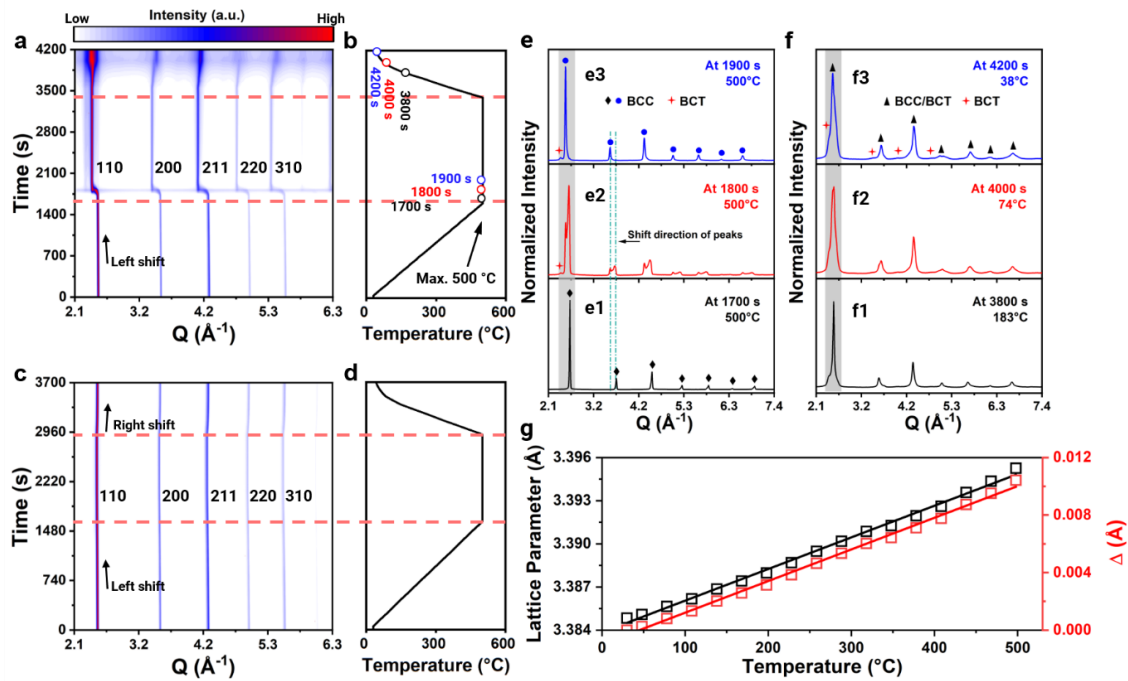 Low Intensity (a.u.) High
a
4200
3500
2800
2100
1400
700
0
Time (s)
110 200 211 220 310
Left shift
2.1 3.2 4.2 5.3 6.3
Q (Å⁻¹)
b
4200 s
4000 s
3800 s
1900 s
1800 s
1700 s
Max. 500 °C
0 300 600
Temperature (°C)
c
3700
2960
2220
1480
740
0
Time (s)
Right shift
110 200 211 220 310
Left shift
2.1 3.2 4.2 5.3 6.3
Q (Å⁻¹)
d
0 300 600
Temperature (°C)
e
Normalized Intensity
e3
At 1900 s
500°C
BCC BCT
e2
At 1800 s
500°C
Shift direction of peaks
e1
At 1700 s
500°C
2.1 3.2 4.2 5.3 6.3 7.4
Q (Å⁻¹)
f
Normalized Intensity
f3
At 4200 s
38°C
BCC/BCT BCT
f2
At 4000 s
74°C
f1
At 3800 s
183°C
2.1 3.2 4.2 5.3 6.3 7.4
Q (Å⁻¹)
g
3.396
3.393
3.390
3.387
3.384
Lattice Parameter (Å)
0.012
0.008
0.004
0.000
Δ (Å)
0 100 200 300 400 500
Temperature (°C)